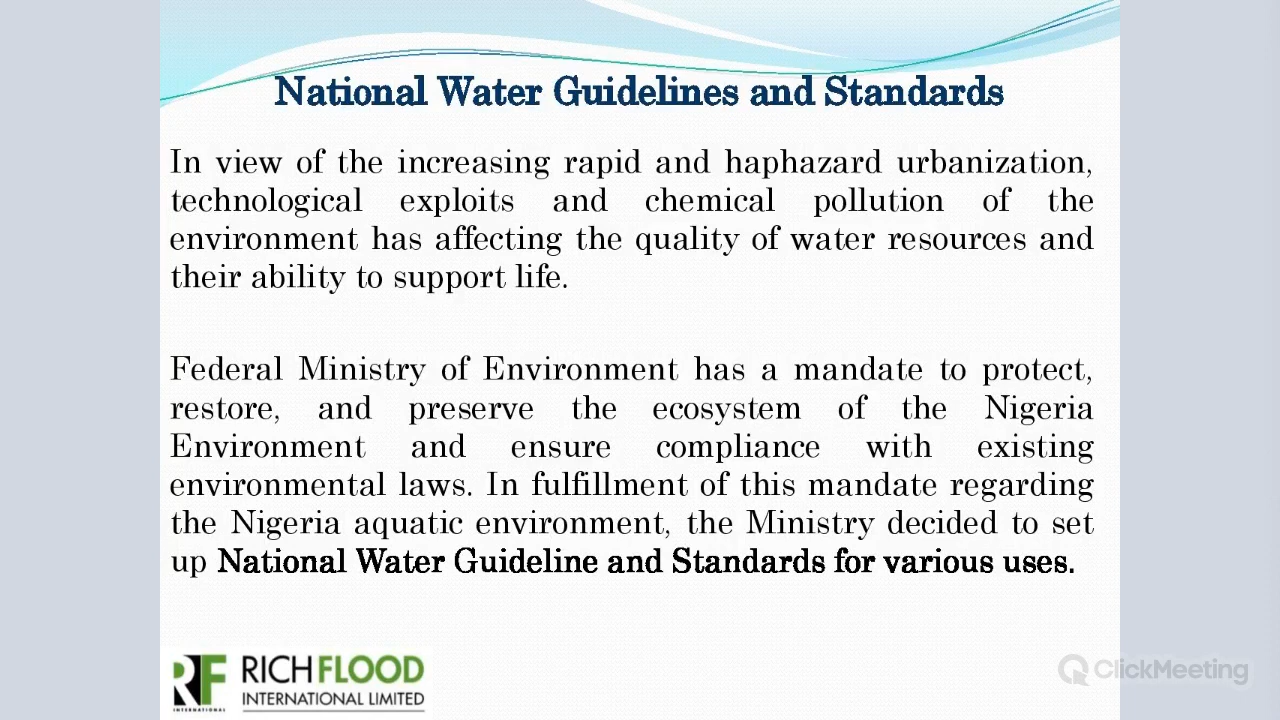 National Water Guidelines and Standards
In view of the increasing rapid and haphazard urbanization,
technological exploits and chemical pollution of the
environment has affecting the quality of water resources and
their ability to support life.
Federal Ministry of Environment has a mandate to protect,
restore, and preserve the ecosystem of the Nigeria
Environment and ensure compliance with existing
environmental laws. In fulfillment of this mandate regarding
the Nigeria aquatic environment, the Ministry decided to set
up National Water Guideline and Standards for various uses.
RF
INTERNATIONAL
RICHFLOOD
INTERNATIONAL LIMITED
ClickMeeting